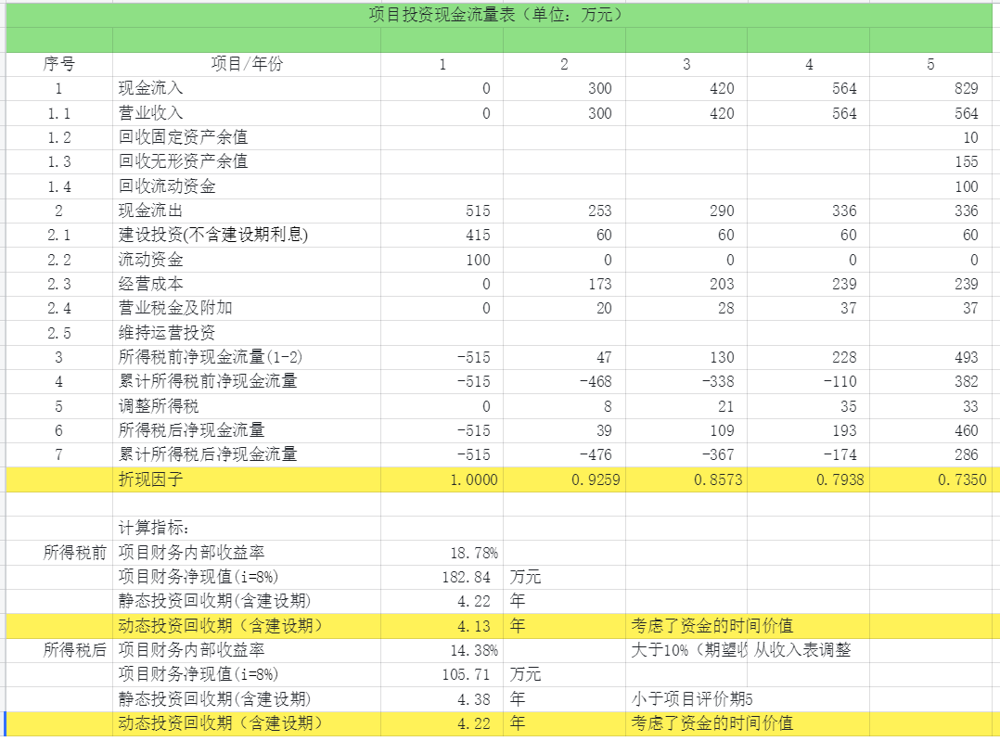 项目投资现金流量表（单位: 万元）
序号 项目/年份 1 2 3 4 5
1 现金流入 0 300 420 564 829
1.1 营业收入 0 300 420 564 564
1.2 回收固定资产余值 10
1.3 回收无形资产余值 155
1.4 回收流动资金 100
2 现金流出 515 253 290 336 336
2.1 建设投资(不含建设期利息) 415 60 60 60 60
2.2 流动资金 100 0 0 0 0
2.3 经营成本 0 173 203 239 239
2.4 营业税金及附加 0 20 28 37 37
2.5 维持运营投资
3 所得税前净现金流量(1-2) -515 47 130 228 493
4 累计所得税前净现金流量 -515 -468 -338 -110 382
5 调整所得税 0 8 21 35 33
6 所得税后净现金流量 -515 39 109 193 460
7 累计所得税后净现金流量 -515 -476 -367 -174 286
折现因子 1.0000 0.9259 0.8573 0.7938 0.7350
计算指标:
所得税前 项目财务内部收益率 18.78%
项目财务净现值(i=8%) 182.84 万元
静态投资回收期(含建设期) 4.22 年
动态投资回收期（含建设期） 4.13 年 考虑了资金的时间价值
所得税后 项目财务内部收益率 14.38% 大于10%（期望收 从收入表调整
项目财务净现值(i=8%) 105.71 万元
静态投资回收期(含建设期) 4.38 年 小于项目评价期5
动态投资回收期（含建设期） 4.22 年 考虑了资金的时间价值